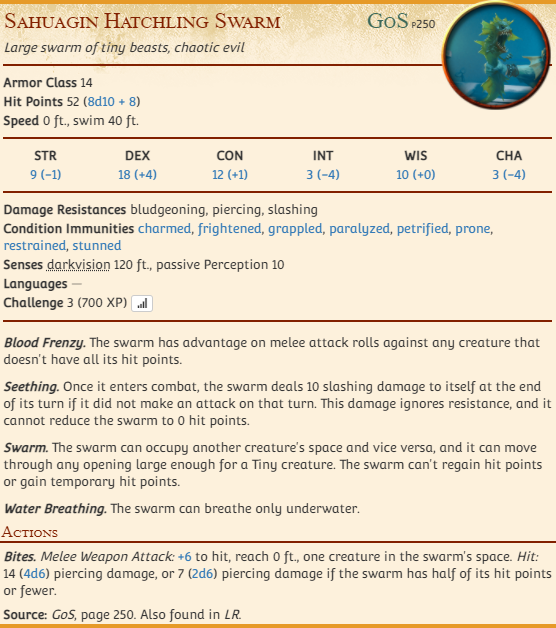 Sahuagin Hatchling Swarm GoS P250
Large swarm of tiny beasts, chaotic evil
Armor Class 14
Hit Points 52 (8d10 + 8)
Speed 0 ft., swim 40 ft.
STR DEX CON INT WIS CHA
9 (−1) 18 (+4) 12 (+1) 3 (−4) 10 (+0) 3 (−4)
Damage Resistances bludgeoning, piercing, slashing
Condition Immunities charmed, frightened, grappled, paralyzed, petrified, prone,
restrained, stunned
Senses darkvision 120 ft., passive Perception 10
Languages —
Challenge 3 (700 XP)
Blood Frenzy. The swarm has advantage on melee attack rolls against any creature that
doesn't have all its hit points.
Seething. Once it enters combat, the swarm deals 10 slashing damage to itself at the end
of its turn if it did not make an attack on that turn. This damage ignores resistance, and it
cannot reduce the swarm to 0 hit points.
Swarm. The swarm can occupy another creature's space and vice versa, and it can move
through any opening large enough for a Tiny creature. The swarm can't regain hit points
or gain temporary hit points.
Water Breathing. The swarm can breathe only underwater.
Actions
Bites. Melee Weapon Attack: +6 to hit, reach 0 ft., one creature in the swarm's space. Hit:
14 (4d6) piercing damage, or 7 (2d6) piercing damage if the swarm has half of its hit points
or fewer.
Source: GoS, page 250. Also found in LR.